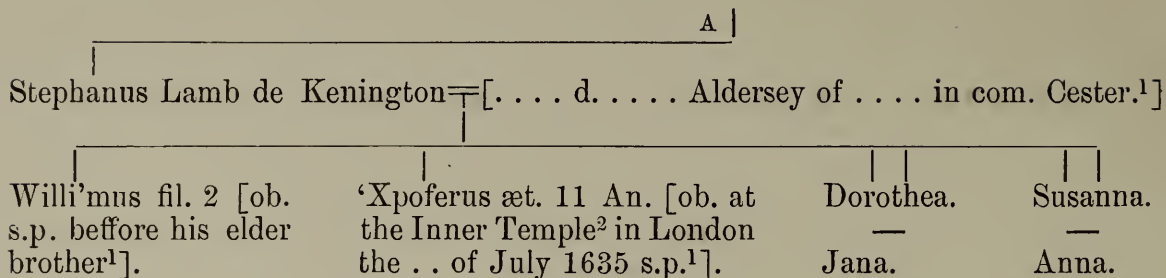 A
Stephanus Lamb de Kenington=[. . . . d. . . . . Aldersey of . . . . in com. Cester.¹]
Willi'mus fil. 2 [ob.
s.p. beffore his elder
brother¹].
‘Xpoferus æt. 11 An. [ob. at
the Inner Temple² in London
the . . of July 1635 s.p.¹].
Dorothea.
—
Jana.
Susanna.
—
Anna.